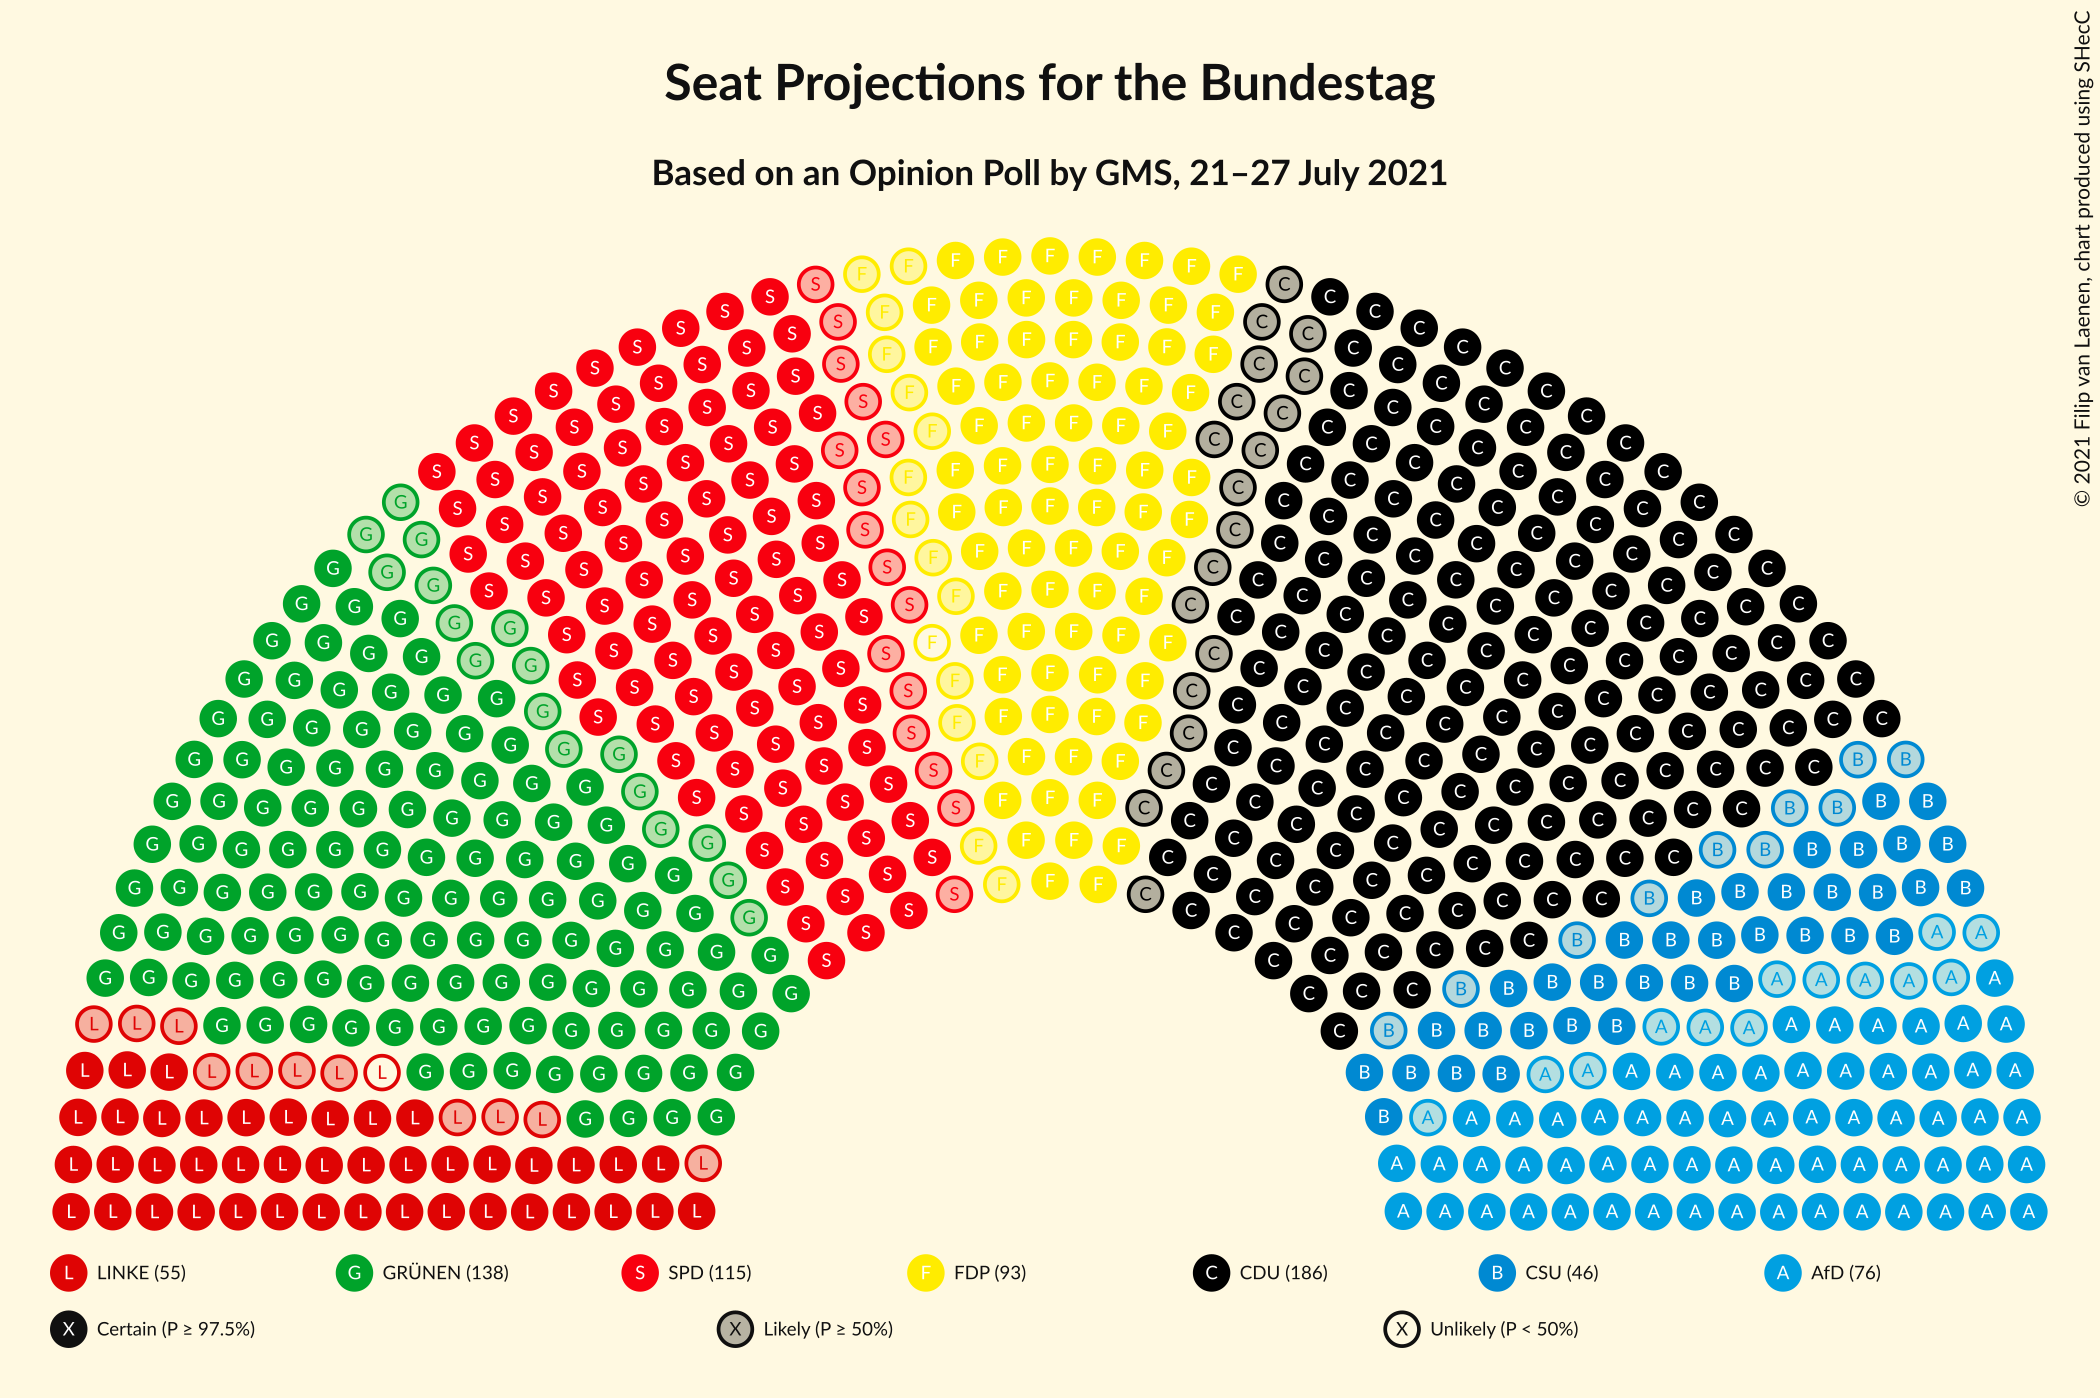 Seat Projections for the Bundestag
Based on an Opinion Poll by GMS, 21–27 July 2021
© 2021 Filip van Laenen, chart produced using SHecC
L LINKE (55) G GRÜNEN (138) S SPD (115) F FDP (93) C CDU (186) B CSU (46) A AfD (76)
X Certain (P ≥ 97.5%) X Likely (P ≥ 50%) X Unlikely (P < 50%)